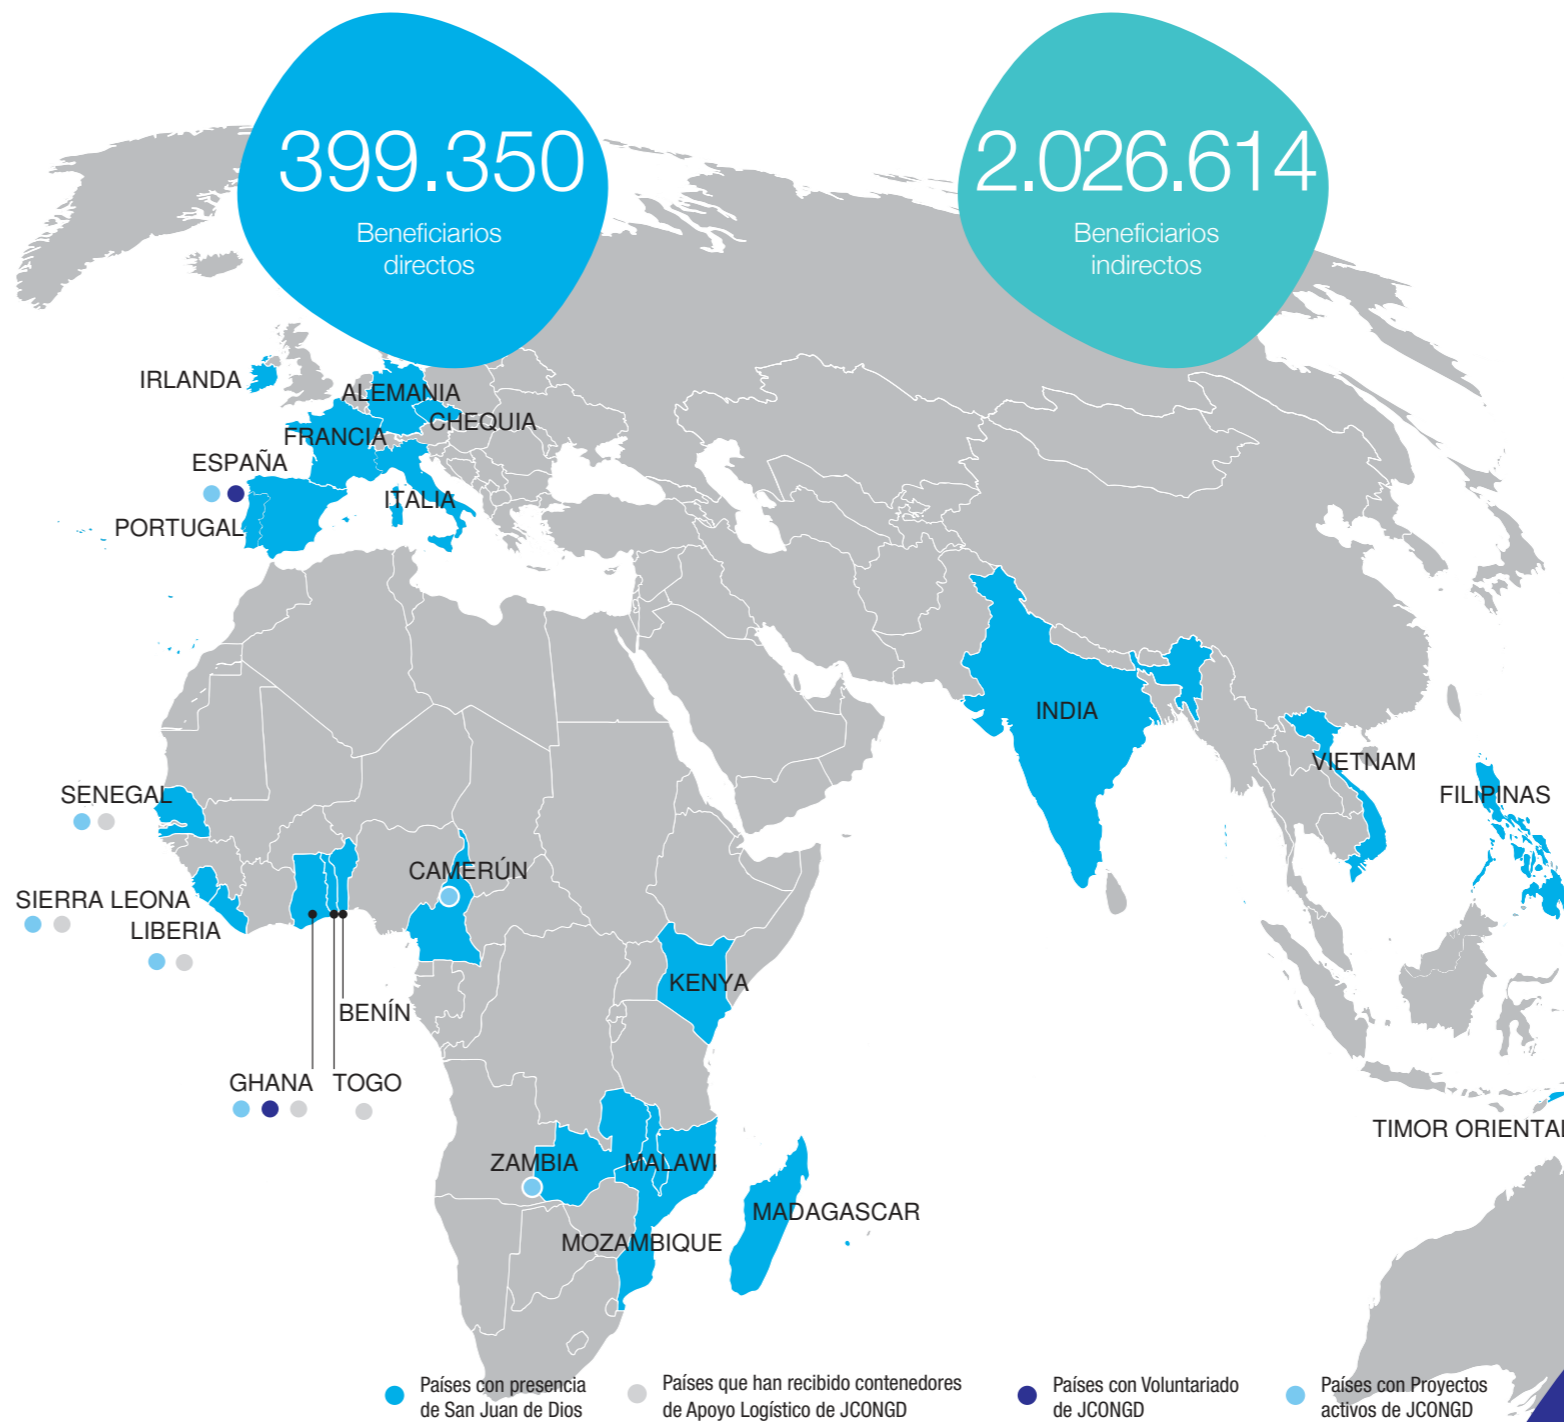 399.350
Beneficiarios
directos
2.026.614
Beneficiarios
indirectos
IRLANDA
ALEMANIA
CHEQUIA
FRANCIA
ESPAÑA
ITALIA
PORTUGAL
INDIA
VIETNAM
FILIPINAS
SENEGAL
CAMERÚN
SIERRA LEONA
LIBERIA
KENYA
BENÍN
GHANA
TOGO
TIMOR ORIENTAL
ZAMBIA
MALAWI
MADAGASCAR
MOZAMBIQUE
Países con presencia
de San Juan de Dios
Países que han recibido contenedores
de Apoyo Logístico de JCONGD
Países con Voluntariado
de JCONGD
Países con Proyectos
activos de JCONGD